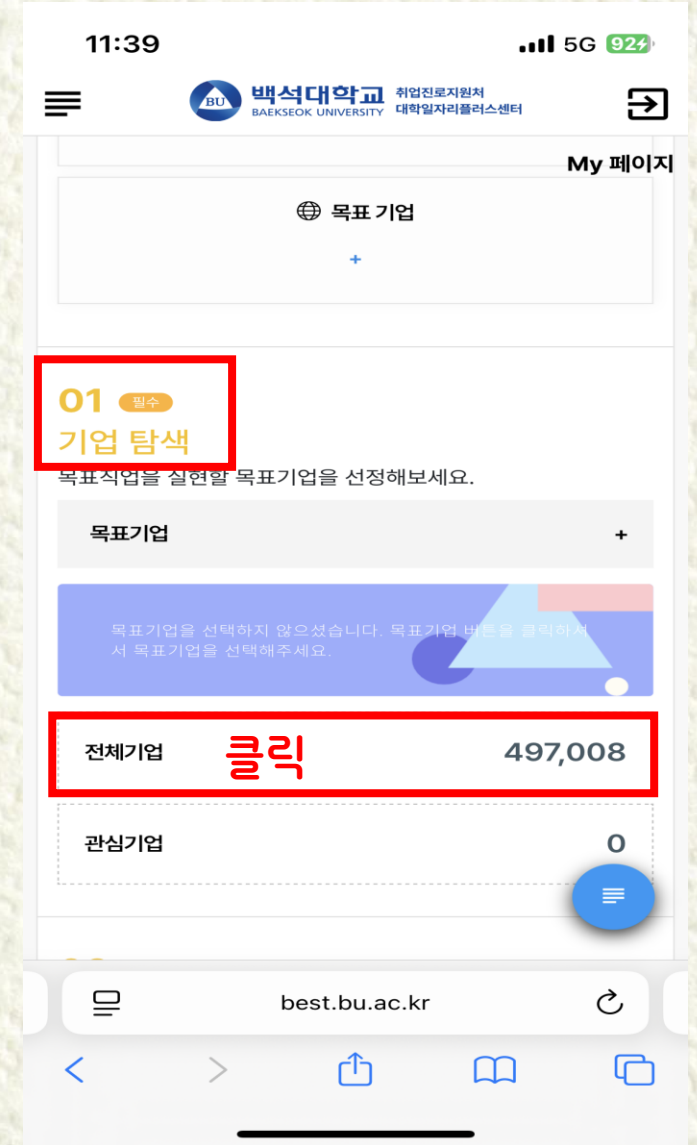 11:39 5G 92
BU 백석대학교 취업진로지원처
BAEKSEOK UNIVERSITY 대학일자리플러스센터
My 페이지
목표 기업
+
01 필수
기업 탐색
목표직업을 실현할 목표기업을 선정해보세요.
목표기업 +
목표기업을 선택하지 않으셨습니다. 목표기업 버튼을 클릭하셔
서 목표기업을 선택해주세요.
전체기업 클릭 497,008
관심기업 0
best.bu.ac.kr